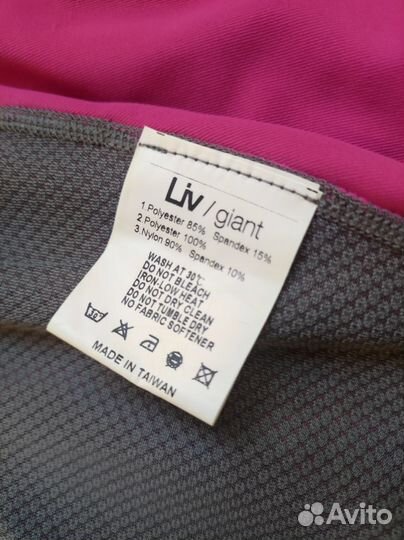 Liv / giant
1.Polyester 85% Spandex 15%
2.Polyester 100%
3.Nylon 90% Spandex 10%
WASH AT 30℃
DO NOT BLEACH
IRON-LOW HEAT
DO NOT DRY CLEAN
DO NOT TUMBLE DRY
NO FABRIC SOFTENER
30°
MADE IN TAIWAN
Avito